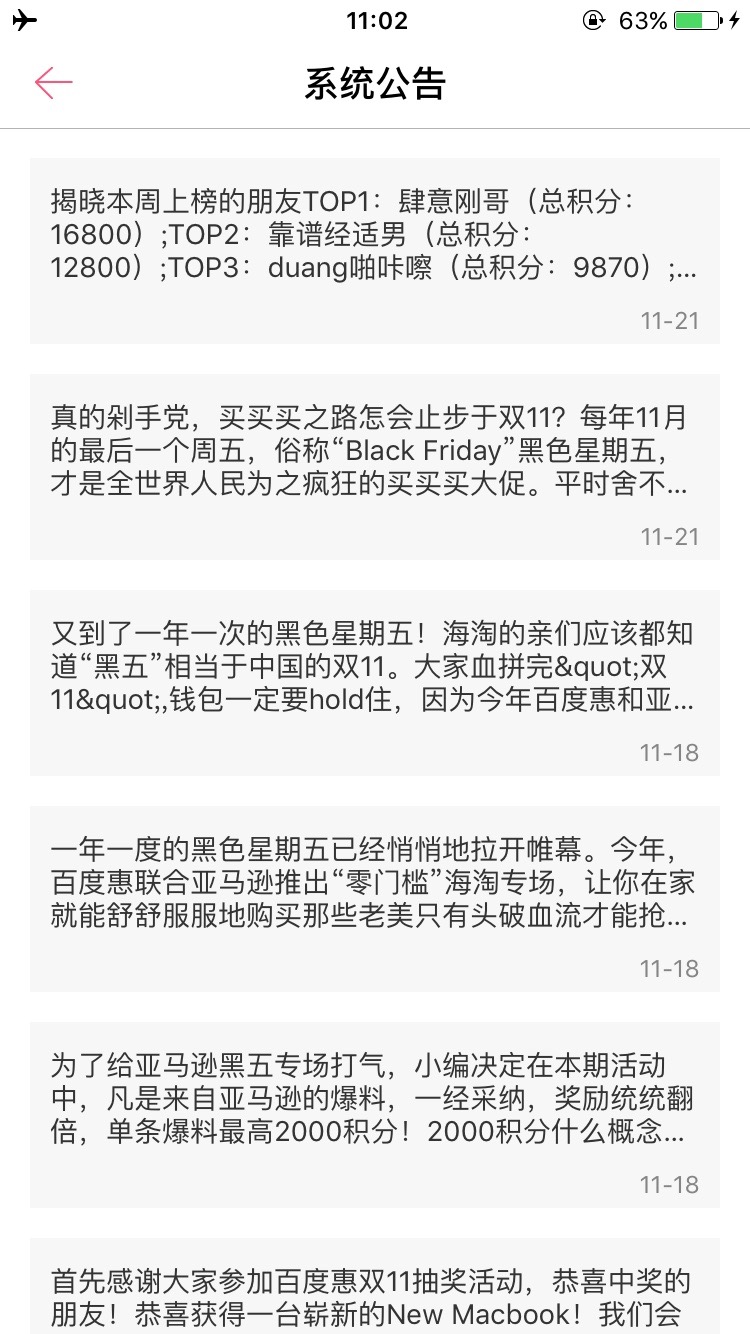 11:02
63%
系统公告
揭晓本周上榜的朋友TOP1：肆意刚哥（总积分：
16800）;TOP2：靠谱经适男（总积分：
12800）;TOP3：duang啪咔嚓（总积分：9870）;...
11-21
真的剁手党，买买买之路怎会止步于双11？每年11月
的最后一个周五，俗称“Black Friday”黑色星期五，
才是全世界人民为之疯狂的买买买大促。平时舍不...
11-21
又到了一年一次的黑色星期五！海淘的亲们应该都知
道“黑五”相当于中国的双11。大家血拼完&quot;双
11&quot;,钱包一定要hold住，因为今年百度惠和亚...
11-18
一年一度的黑色星期五已经悄悄地拉开帷幕。今年，
百度惠联合亚马逊推出“零门槛”海淘专场，让你在家
就能舒舒服服地购买那些老美只有头破血流才能抢...
11-18
为了给亚马逊黑五专场打气，小编决定在本期活动
中，凡是来自亚马逊的爆料，一经采纳，奖励统统翻
倍，单条爆料最高2000积分！2000积分什么概念...
11-18
首先感谢大家参加百度惠双11抽奖活动，恭喜中奖的
朋友！恭喜获得一台崭新的New Macbook！我们会